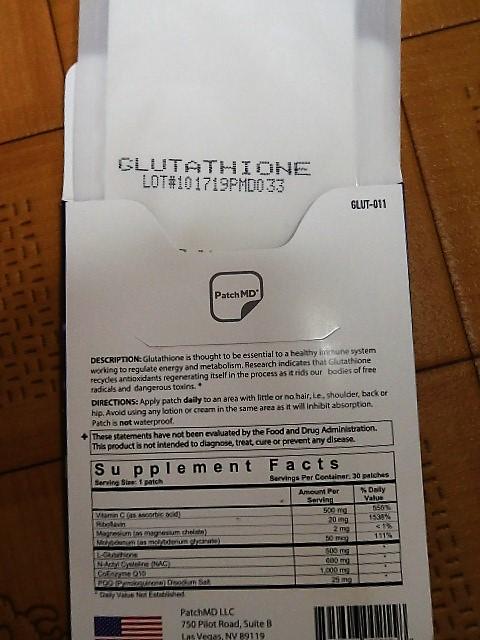 GLUTATHIONE
LOT#101719PMD033
GLUT-011
PatchMD
DESCRIPTION: Glutathione is thought to be essential to a healthy immune system
working to regulate energy and metabolism. Research indicates that Glutathione
recycles antioxidants regenerating itself in the process as it rids our bodies of free
radicals and dangerous toxins. *
DIRECTIONS: Apply patch daily to an area with little or no hair, i.e., shoulder, back or
hip. Avoid using any lotion or cream in the same area as it will inhibit absorption.
Patch is not waterproof.
These statements have not been evaluated by the Food and Drug Administration.
This product is not intended to diagnose, treat, cure or prevent any disease.
Supplement Facts
Serving Size: 1 patch Servings Per Container: 30 patches
Amount Per Serving % Daily Value
Vitamin C (as ascorbic acid) 500 mg
Riboflavin 20 mg 1538%
Magnesium (as magnesium chelate) 2 mg < 1%
Molybdenum (as molybdenum glycinate) 50 mcg 111%
L-Glutathione 500 mg *
N-Actyl Cysteline (NAC) 600 mg *
CoEnzyme Q10 1,000 mg *
PQQ (Pyrroloquinone) Disodium Salt 25 mg *
* Daily Value Not Established.
PatchMD LLC
750 Pilot Road, Suite B
Las Vegas, NV 89119